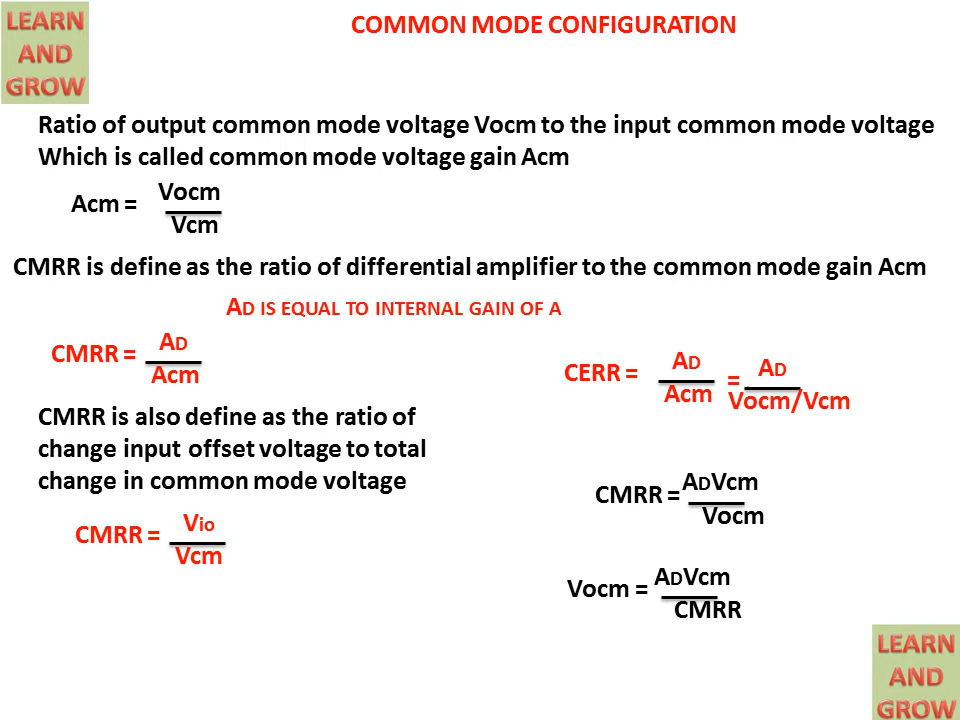 LEARN
AND
GROW
COMMON MODE CONFIGURATION
Ratio of output common mode voltage Vocm to the input common mode voltage
Which is called common mode voltage gain Acm
Acm = Vocm
Vcm
CMRR is define as the ratio of differential amplifier to the common mode gain Acm
AD IS EQUAL TO INTERNAL GAIN OF A
CMRR = AD
Acm
CMRR is also define as the ratio of
change input offset voltage to total
change in common mode voltage
CMRR = Vio
Vcm
CERR = AD = AD
Acm Vocm/Vcm
CMRR = ADVcm
Vocm
Vocm = ADVcm
CMRR
LEARN
AND
GROW